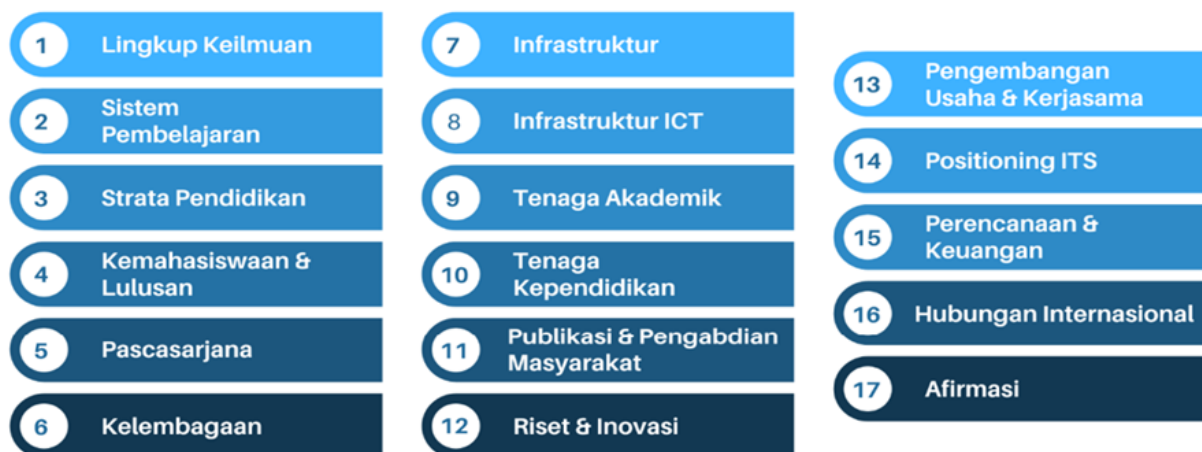 1 Lingkup Keilmuan
2 Sistem
Pembelajaran
3 Strata Pendidikan
4 Kemahasiswaan &
Lulusan
5 Pascasarjana
6 Kelembagaan
7 Infrastruktur
8 Infrastruktur ICT
9 Tenaga Akademik
10 Tenaga
Kependidikan
11 Publikasi & Pengabdian
Masyarakat
12 Riset & Inovasi
13 Pengembangan
Usaha & Kerjasama
14 Positioning ITS
15 Perencanaan &
Keuangan
16 Hubungan Internasional
17 Afirmasi